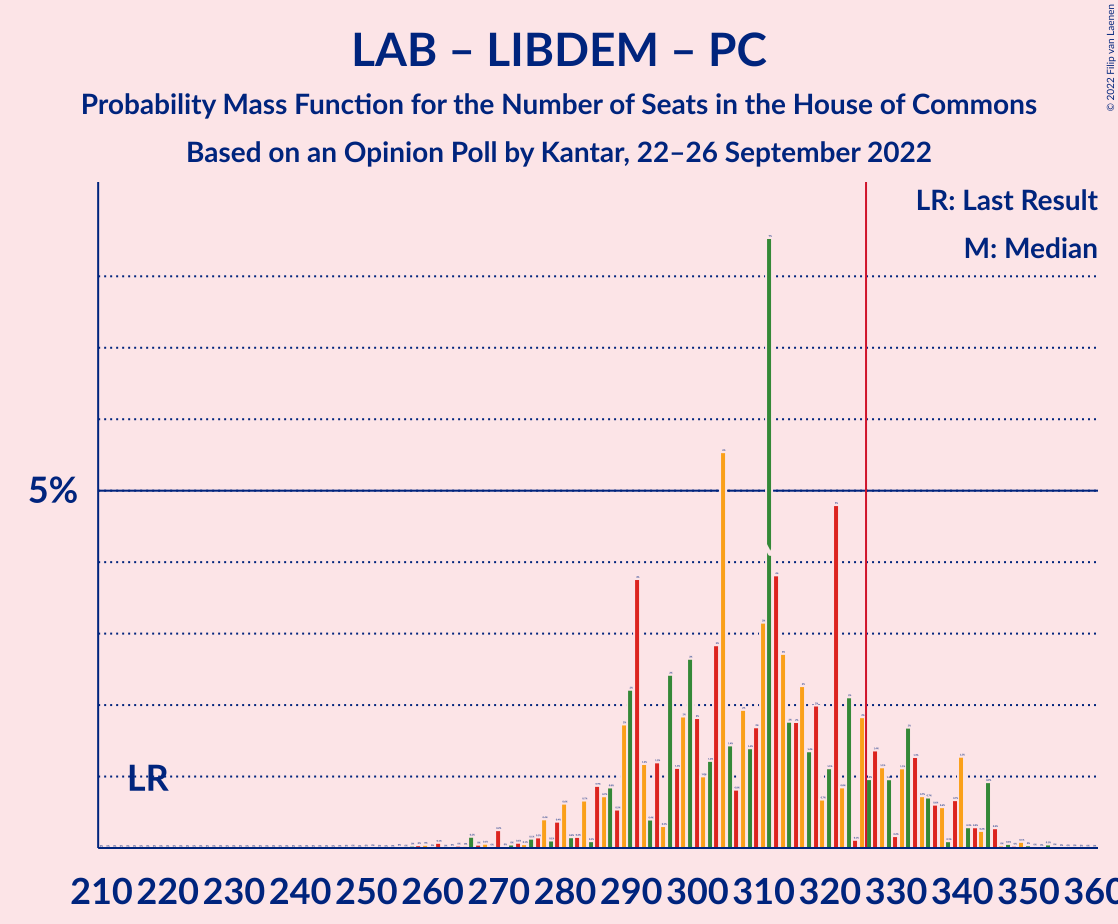 LAB – LIBDEM – PC
Probability Mass Function for the Number of Seats in the House of Commons
Based on an Opinion Poll by Kantar, 22–26 September 2022
© 2022 Filip van Laenen
LR: Last Result
M: Median
5%
LR
210 220 230 240 250 260 270 280 290 300 310 320 330 340 350 360